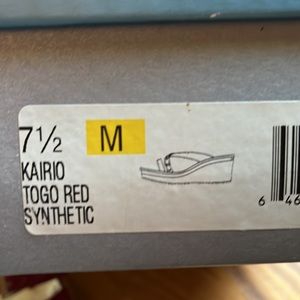 7½ M
KAIRIO
TOGO RED
SYNTHETIC
6 46